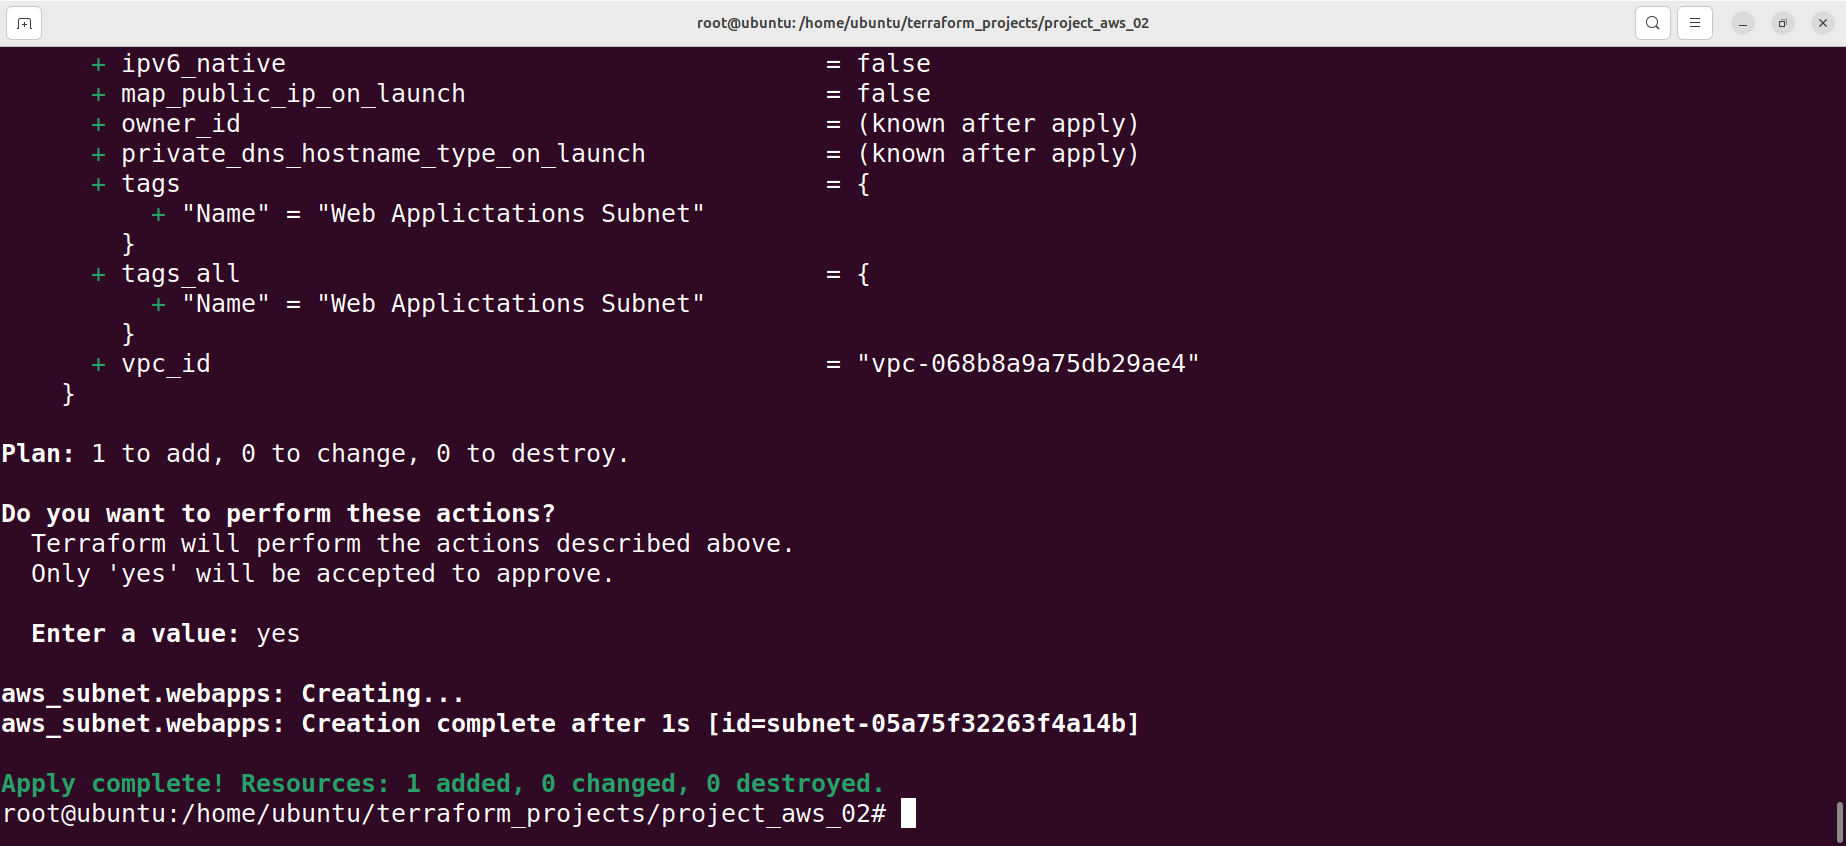 root@ubuntu: /home/ubuntu/terraform_projects/project_aws_02
+ ipv6_native = false
+ map_public_ip_on_launch = false
+ owner_id = (known after apply)
+ private_dns_hostname_type_on_launch = (known after apply)
+ tags = {
+ "Name" = "Web Applictations Subnet"
}
+ tags_all = {
+ "Name" = "Web Applictations Subnet"
}
+ vpc_id = "vpc-068b8a9a75db29ae4"
}
Plan: 1 to add, 0 to change, 0 to destroy.
Do you want to perform these actions?
Terraform will perform the actions described above.
Only 'yes' will be accepted to approve.
Enter a value: yes
aws_subnet.webapps: Creating...
aws_subnet.webapps: Creation complete after 1s [id=subnet-05a75f32263f4a14b]
Apply complete! Resources: 1 added, 0 changed, 0 destroyed.
root@ubuntu:/home/ubuntu/terraform_projects/project_aws_02#